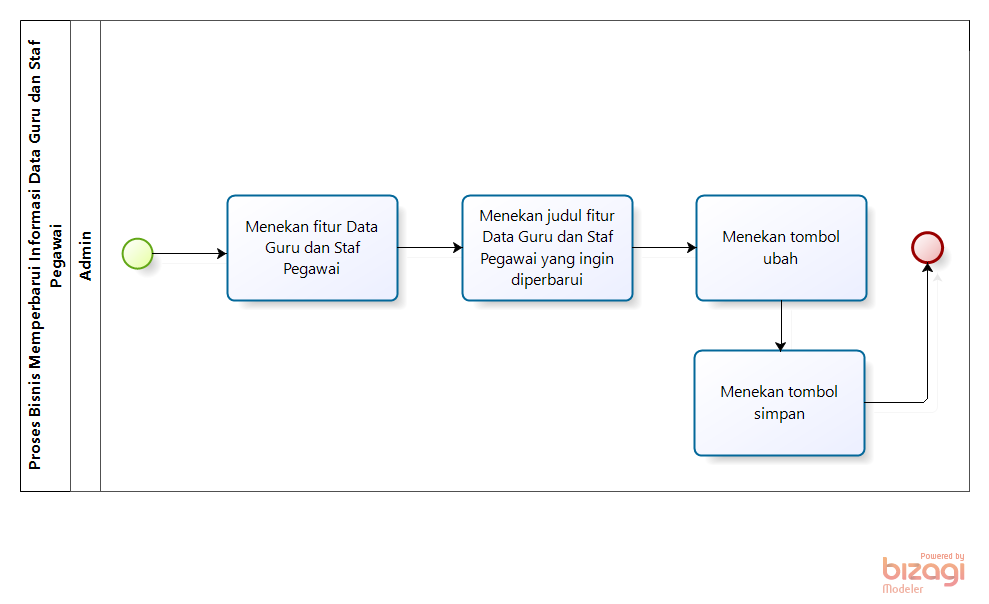 Proses Bisnis Memperbarui Informasi Data Guru dan Staf
Pegawai
Admin
Menekan fitur Data
Guru dan Staf
Pegawai
Menekan judul fitur
Data Guru dan Staf
Pegawai yang ingin
diperbarui
Menekan tombol
ubah
Menekan tombol
simpan
Powered by
bizagi
Modeler